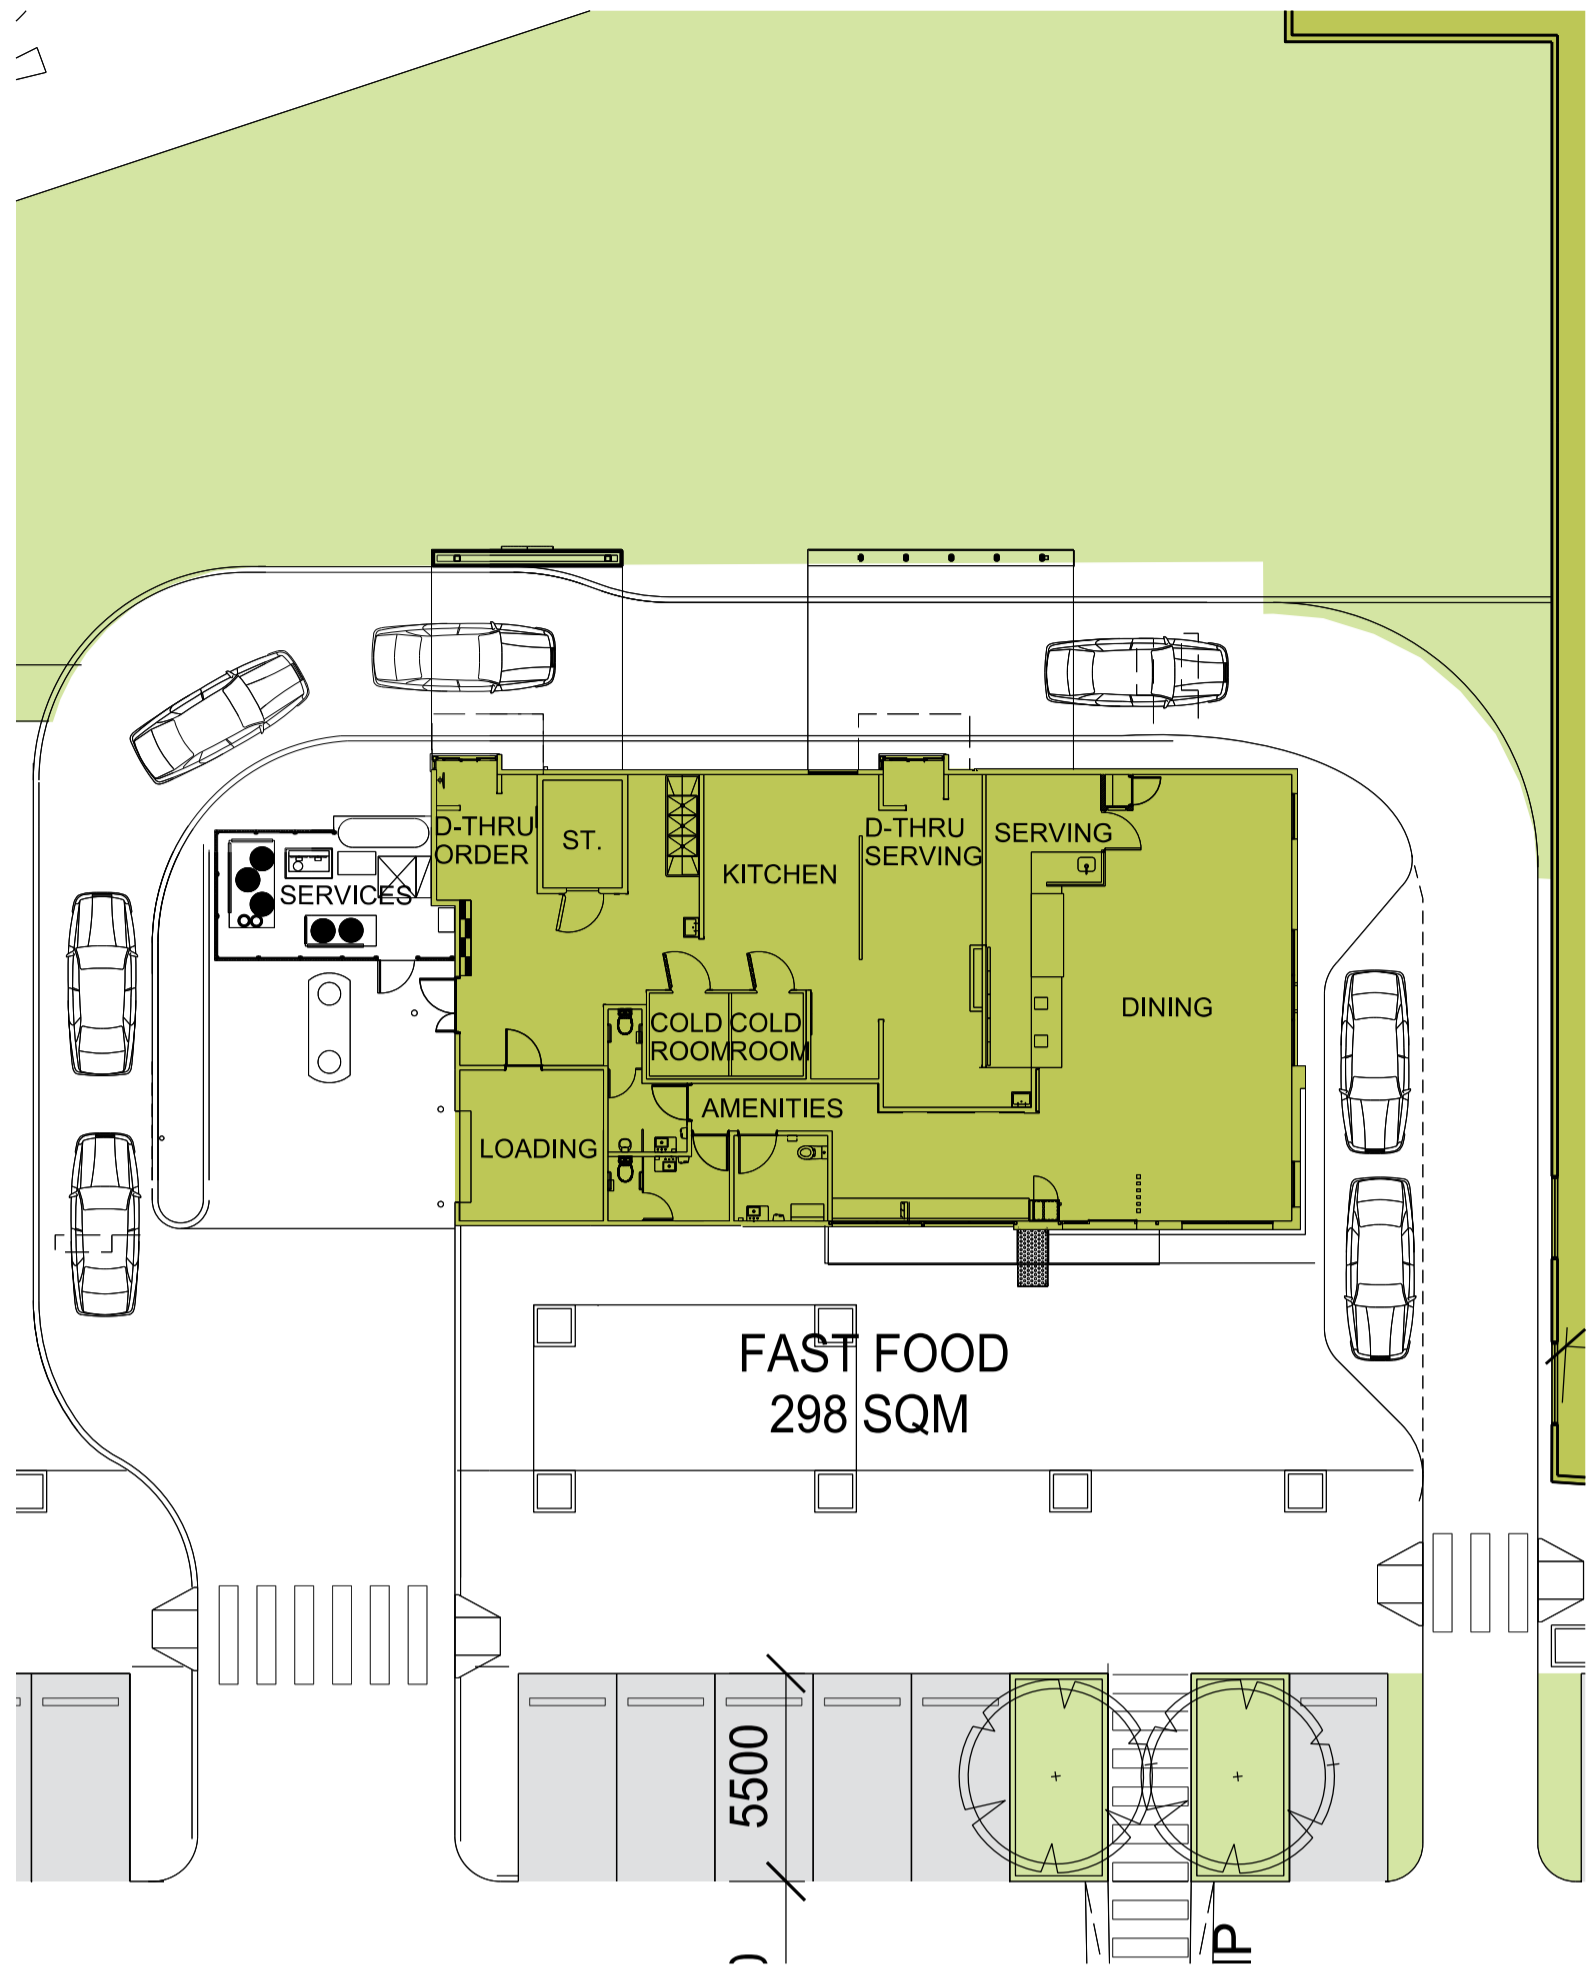 D-THRU
ORDER
ST.
KITCHEN
D-THRU
SERVING
SERVING
SERVICES
COLD
ROOM
COLD
ROOM
DINING
AMENITIES
LOADING
FAST FOOD
298 SQM
5500